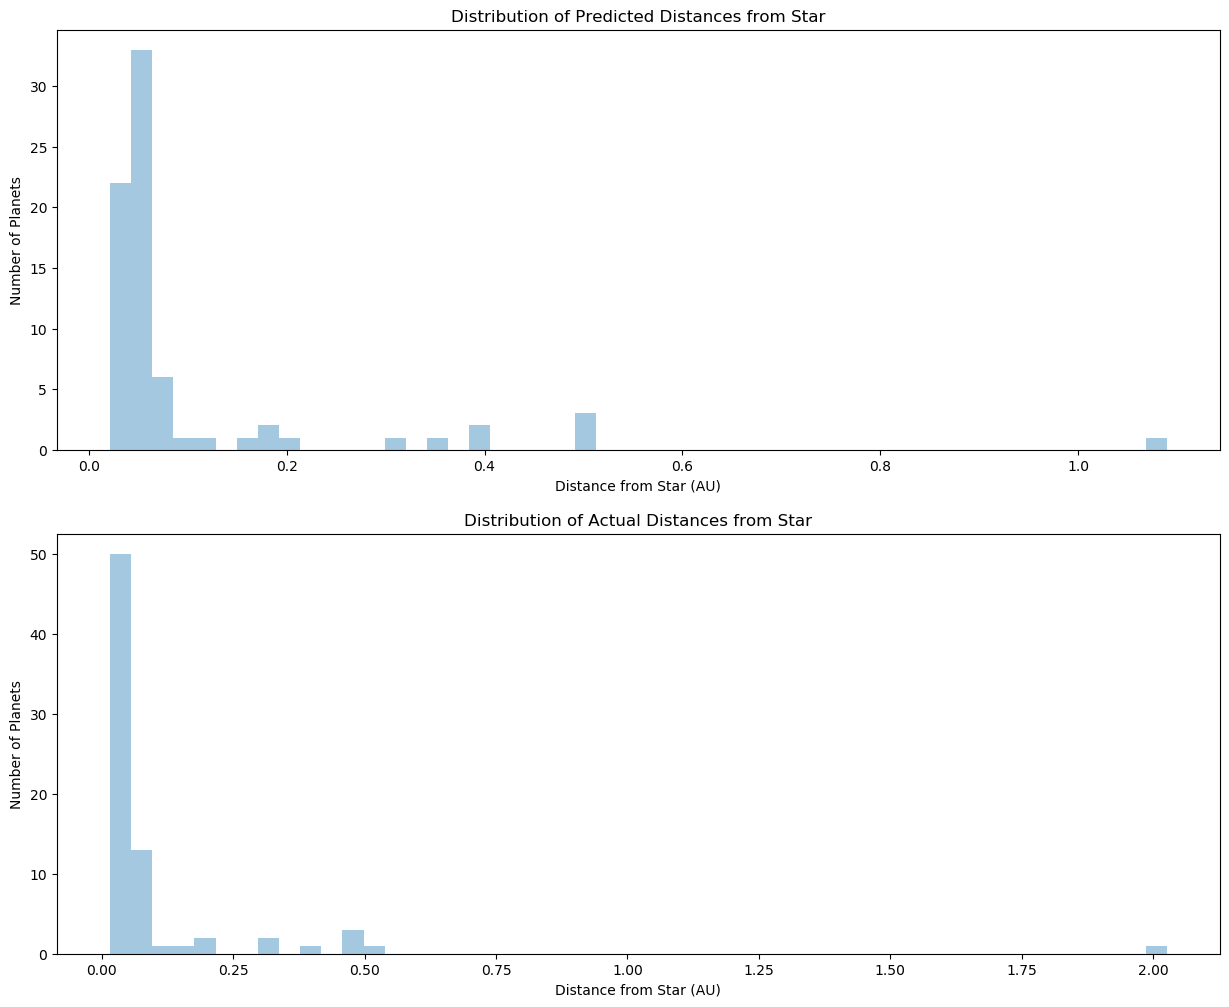 Distribution of Predicted Distances from Star
30
25
20
15
10
5
0
Number of Planets
0.0 0.2 0.4 0.6 0.8 1.0
Distance from Star (AU)
Distribution of Actual Distances from Star
50
40
30
20
10
0
Number of Planets
0.00 0.25 0.50 0.75 1.00 1.25 1.50 1.75 2.00
Distance from Star (AU)